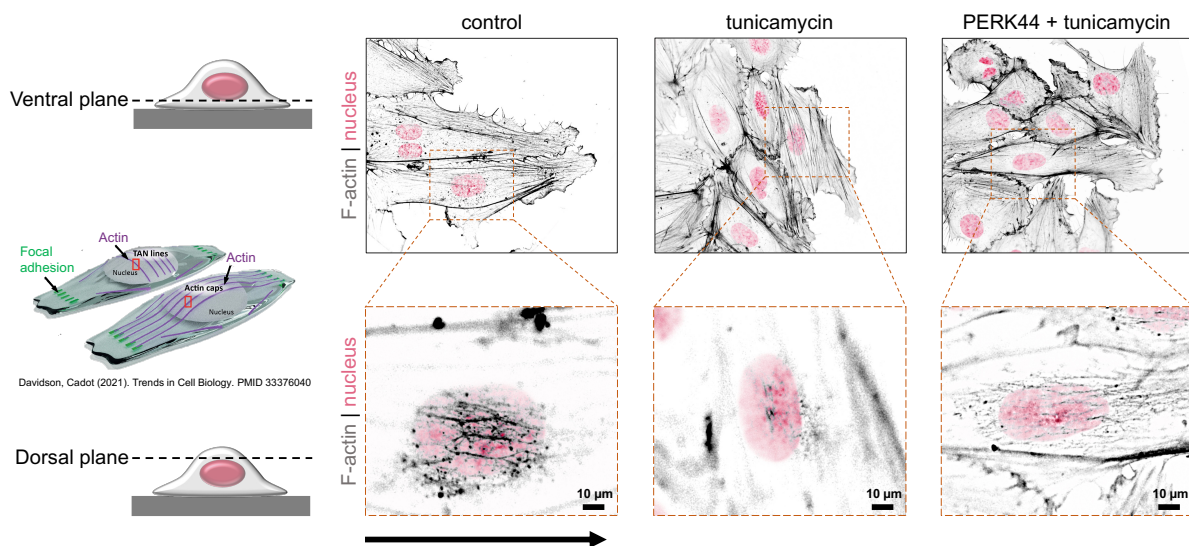 control
tunicamycin
PERK44 + tunicamycin
Ventral plane
F-actin | nucleus
Actin
TAN lines
Focal
adhesion
Nucleus
Actin
Actin caps
Nucleus
Davidson, Cadot (2021). Trends in Cell Biology. PMID 33376040
Dorsal plane
F-actin | nucleus
10 µm
10 µm
10 µm